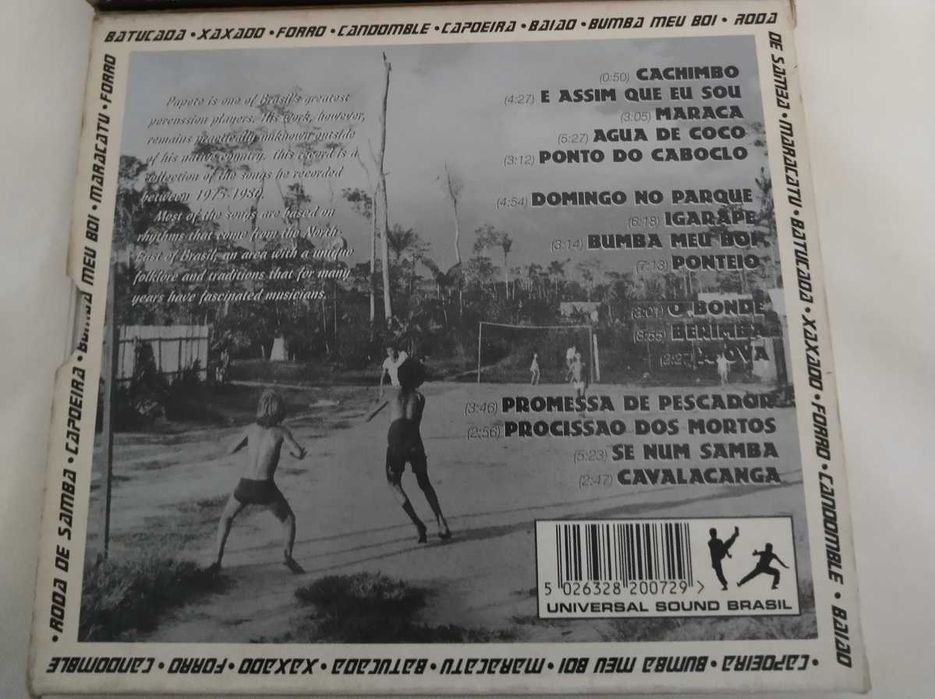 BATUCADA • XAXADO • FORRO • CANDOMBLE • CAPOEIRA • BAIAO • BUMBA MEU BOI • RODA
DE SAMBA • MARACATU • BATUCADA • XAXADO • FORRO • CANDOMBLE • BAIAO
• CAPOEIRA • BUMBA MEU BOI • MARACATU • BATUCADA • XAXADO • FORRO • CANDOMBLE
• RODA DE SAMBA • CAPOEIRA • BUMBA MEU BOI • MARACATU • FORRO
Papete is one of Brasil's greatest
percussion players. His work, however,
remains practically unknown outside
of his native country. This record is a
collection of the songs he recorded
between 1975-1980.
Most of the songs are based on
rhythms that come from the North-
East of Brasil, an area with a unique
folklore and traditions that for many
years have fascinated musicians.
(0:50) CACHIMBO
(4:27) E ASSIM QUE EU SOU
(3:05) MARACA
(5:27) AGUA DE COCO
(3:12) PONTO DO CABOCLO
(4:54) DOMINGO NO PARQUE
(6:18) IGARAPE
(3:14) BUMBA MEU BOI
(7:13) PONTEIO
(3:01) O BONDE
BERIMBA
(3:46) PROMESSA DE PESCADOR
(2:56) PROCISSAO DOS MORTOS
(5:23) SE NUM SAMBA
(2:47) CAVALACANGA
5 026328 200729 >
UNIVERSAL SOUND BRASIL